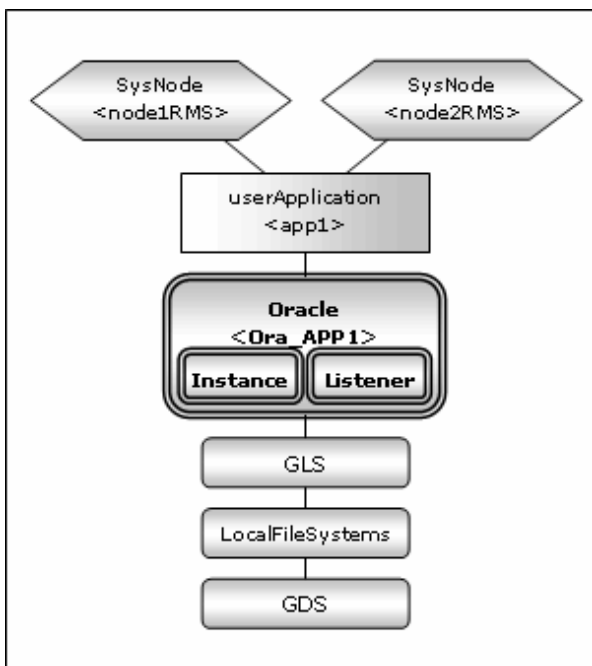 SysNode
<node1RMS>
SysNode
<node2RMS>
userApplication
<app1>
Oracle
<Ora_APP1>
Instance
Listener
GLS
LocalFileSystems
GDS